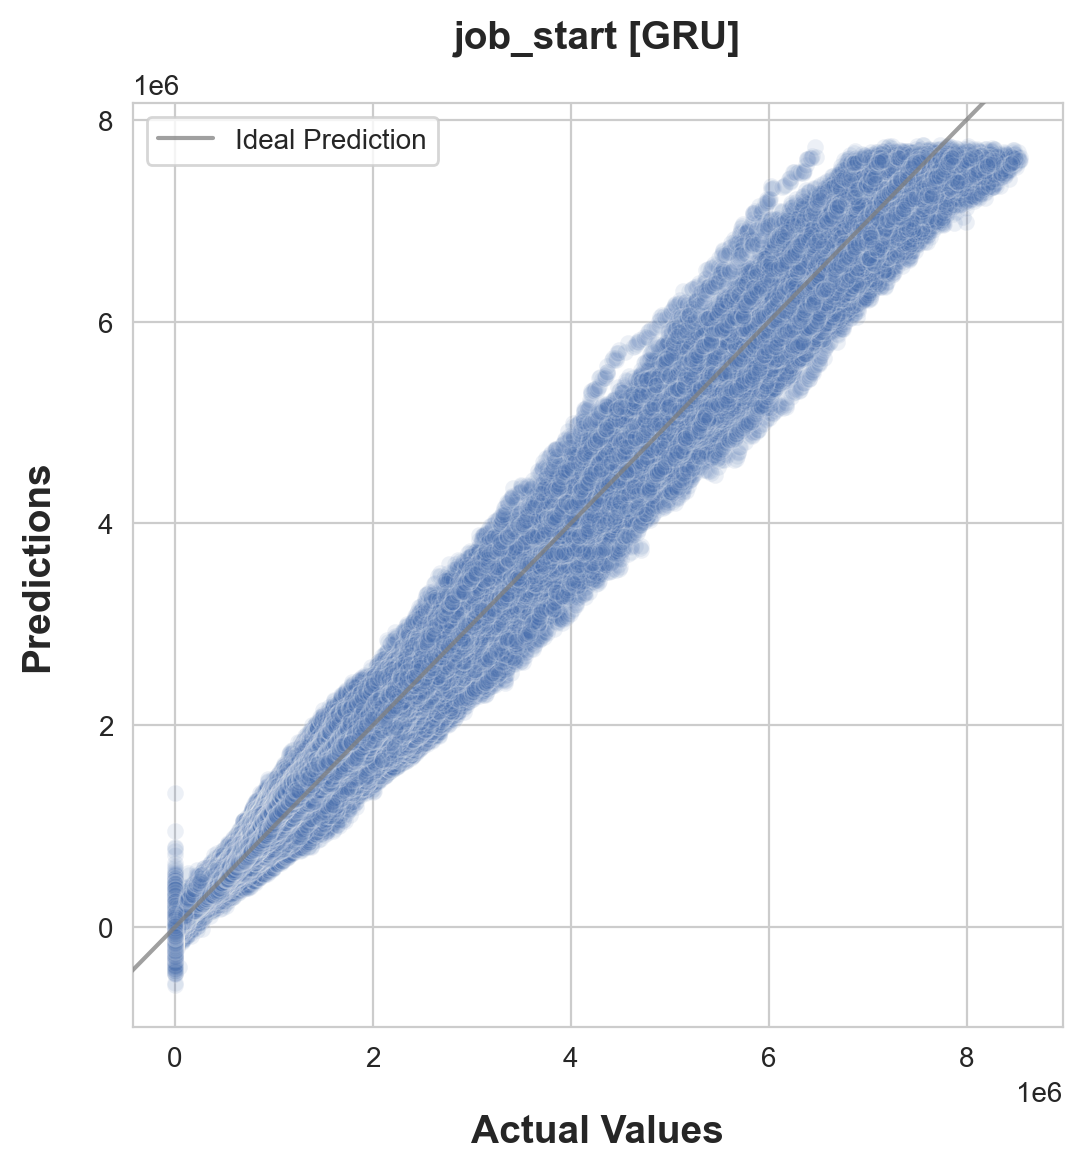 job_start [GRU]
1e6
Ideal Prediction
8
6
4
2
0
Predictions
0 2 4 6 8
1e6
Actual Values